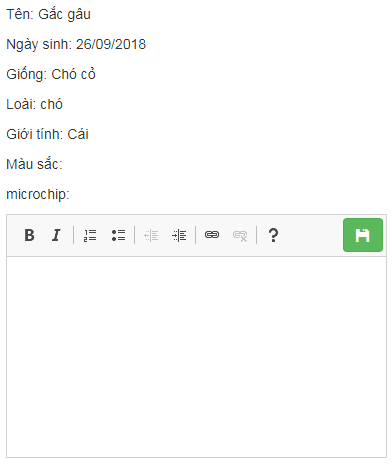 Tên: Gắc gâu
Ngày sinh: 26/09/2018
Giống: Chó cỏ
Loài: chó
Giới tính: Cái
Màu sắc:
microchip:
B I ?